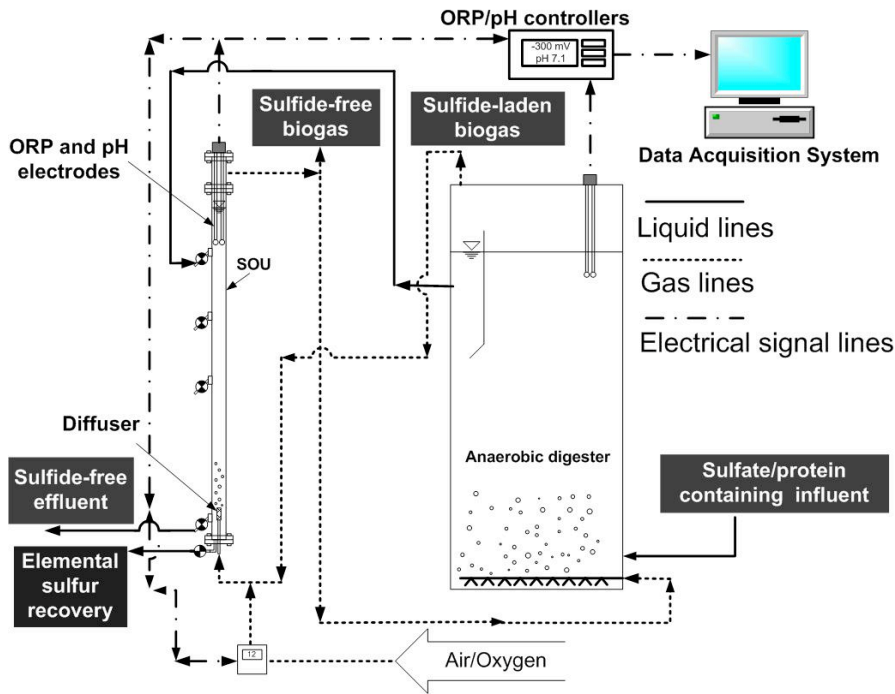 ORP/pH controllers
-300 mV
pH 7.1
Sulfide-free
biogas
Sulfide-laden
biogas
Data Acquisition System
ORP and pH
electrodes
SOU
Liquid lines
Gas lines
Electrical signal lines
Diffuser
Anaerobic digester
Sulfide-free
effluent
Sulfate/protein
containing influent
Elemental
sulfur
recovery
12
Air/Oxygen